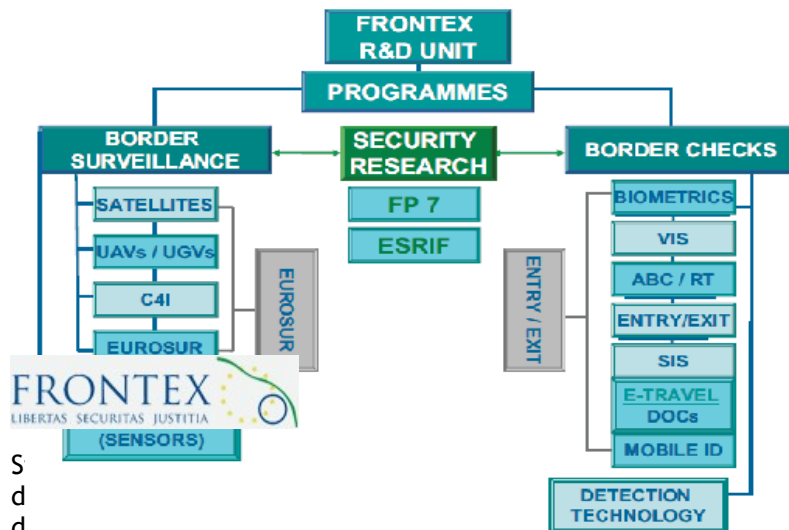 FRONTEX
R&D UNIT
PROGRAMMES
BORDER
SURVEILLANCE
SECURITY
RESEARCH
BORDER CHECKS
SATELLITES
UAVs / UGVs
C4I
EUROSUR
EUROSUR
FP 7
ESRIF
ENTRY / EXIT
BIOMETRICS
VIS
ABC / RT
ENTRY/EXIT
SIS
E-TRAVEL
DOCs
MOBILE ID
DETECTION
TECHNOLOGY
FRONTEX
LIBERTAS SECURITAS JUSTITIA
(SENSORS)
S
d
d